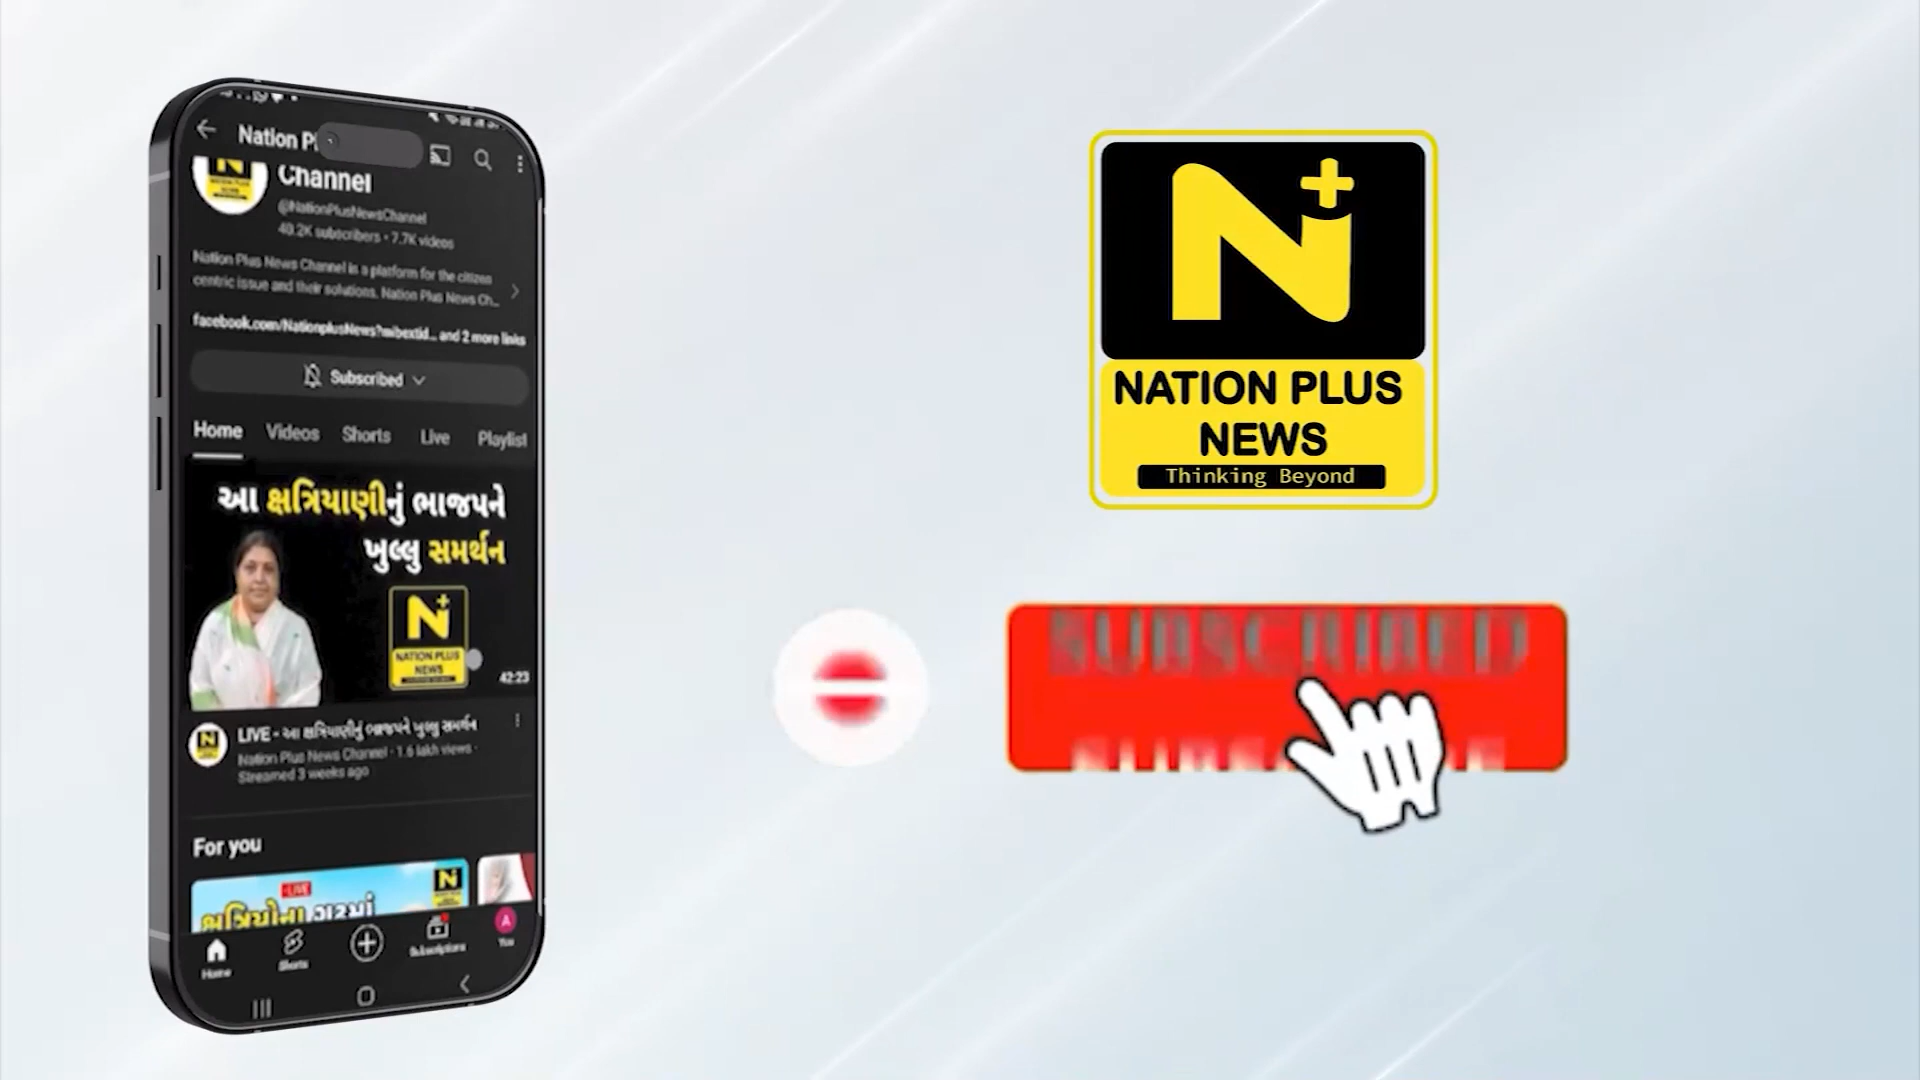 Nation Pl
Channel
@NationPlusNewsChannel
40.2K subscribers • 7.7K videos
Nation Plus News Channel is a platform for the citizen
centric issue and their solutions. Nation Plus News Ch...
facebook.com/NationplusNews?mibextid... and 2 more links
Subscribed
Home Videos Shorts Live Playlist
આ ક્ષત્રિયાણીનું ભાજપને
ખુલ્લુ સમર્થન
N+
NATION PLUS
NEWS
42:23
LIVE - આ ક્ષત્રિયાણીનું ભાજપને ખુલ્લુ સમર્થન
Nation Plus News Channel · 1.6 lakh views ·
Streamed 3 weeks ago
For you
LIVE
ક્ષત્રિયોના ગઢમાં
Home Shorts Subscriptions You
A
N+
NATION PLUS
NEWS
Thinking Beyond
SUBSCRIBED